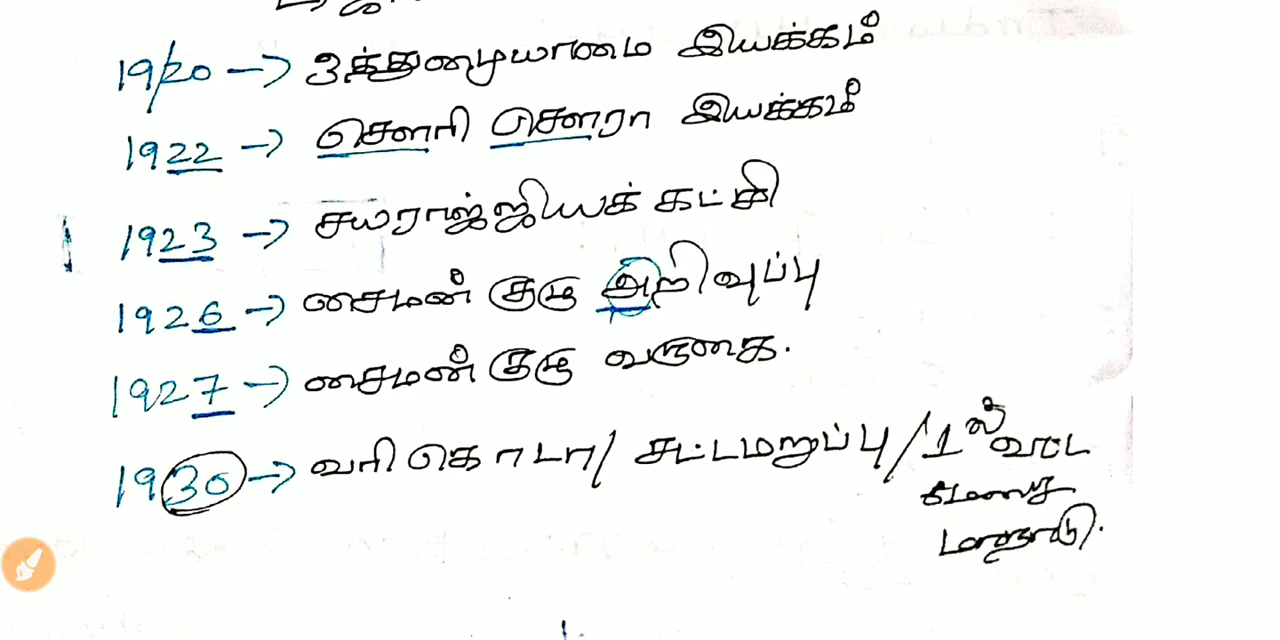 1920 → ஒத்துழையாமை இயக்கம்
1922 → சௌரி சௌரா இயக்கம்
1923 → சுயராஜ்ஜியக் கட்சி
1926 → சைமன் குழு அறிவுப்பு
1927 → சைமன் குழு வருகை.
1930 → வரி கொடா/ சட்டமறுப்பு /1ல் வட்ட
மேசை
மாநாடு.